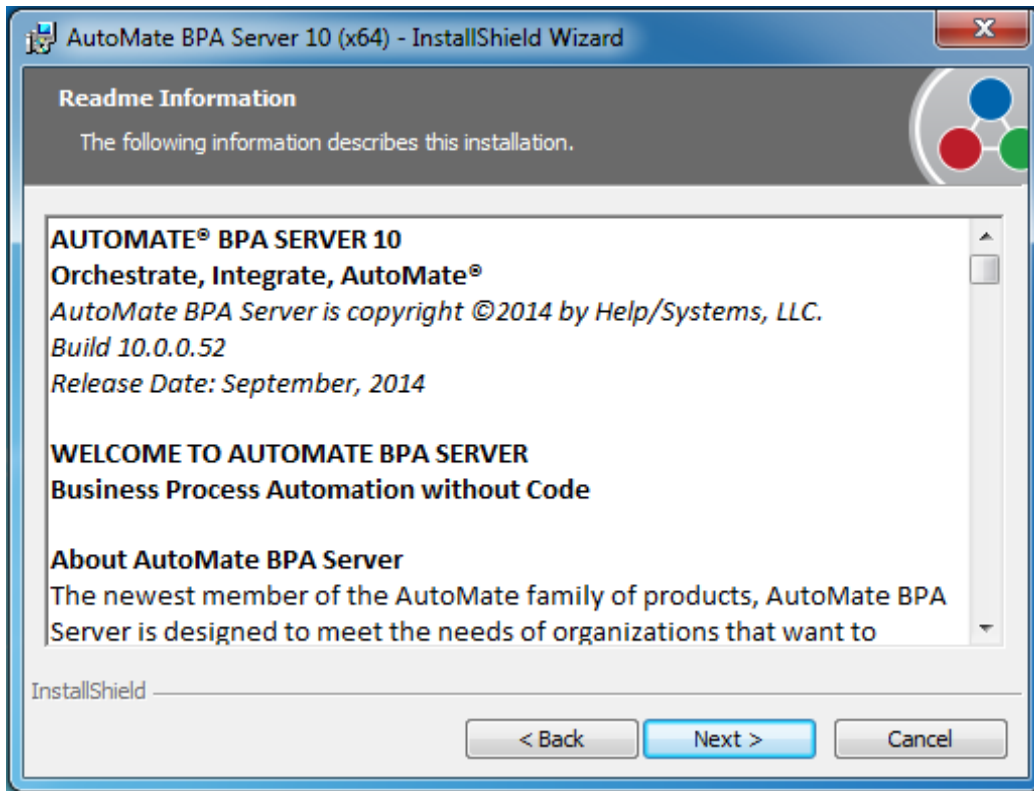 AutoMate BPA Server 10 (x64) - InstallShield Wizard
Readme Information
The following information describes this installation.
AUTOMATE® BPA SERVER 10
Orchestrate, Integrate, AutoMate®
AutoMate BPA Server is copyright ©2014 by Help/Systems, LLC.
Build 10.0.0.52
Release Date: September, 2014
WELCOME TO AUTOMATE BPA SERVER
Business Process Automation without Code
About AutoMate BPA Server
The newest member of the AutoMate family of products, AutoMate BPA
Server is designed to meet the needs of organizations that want to
InstallShield
< Back Next > Cancel